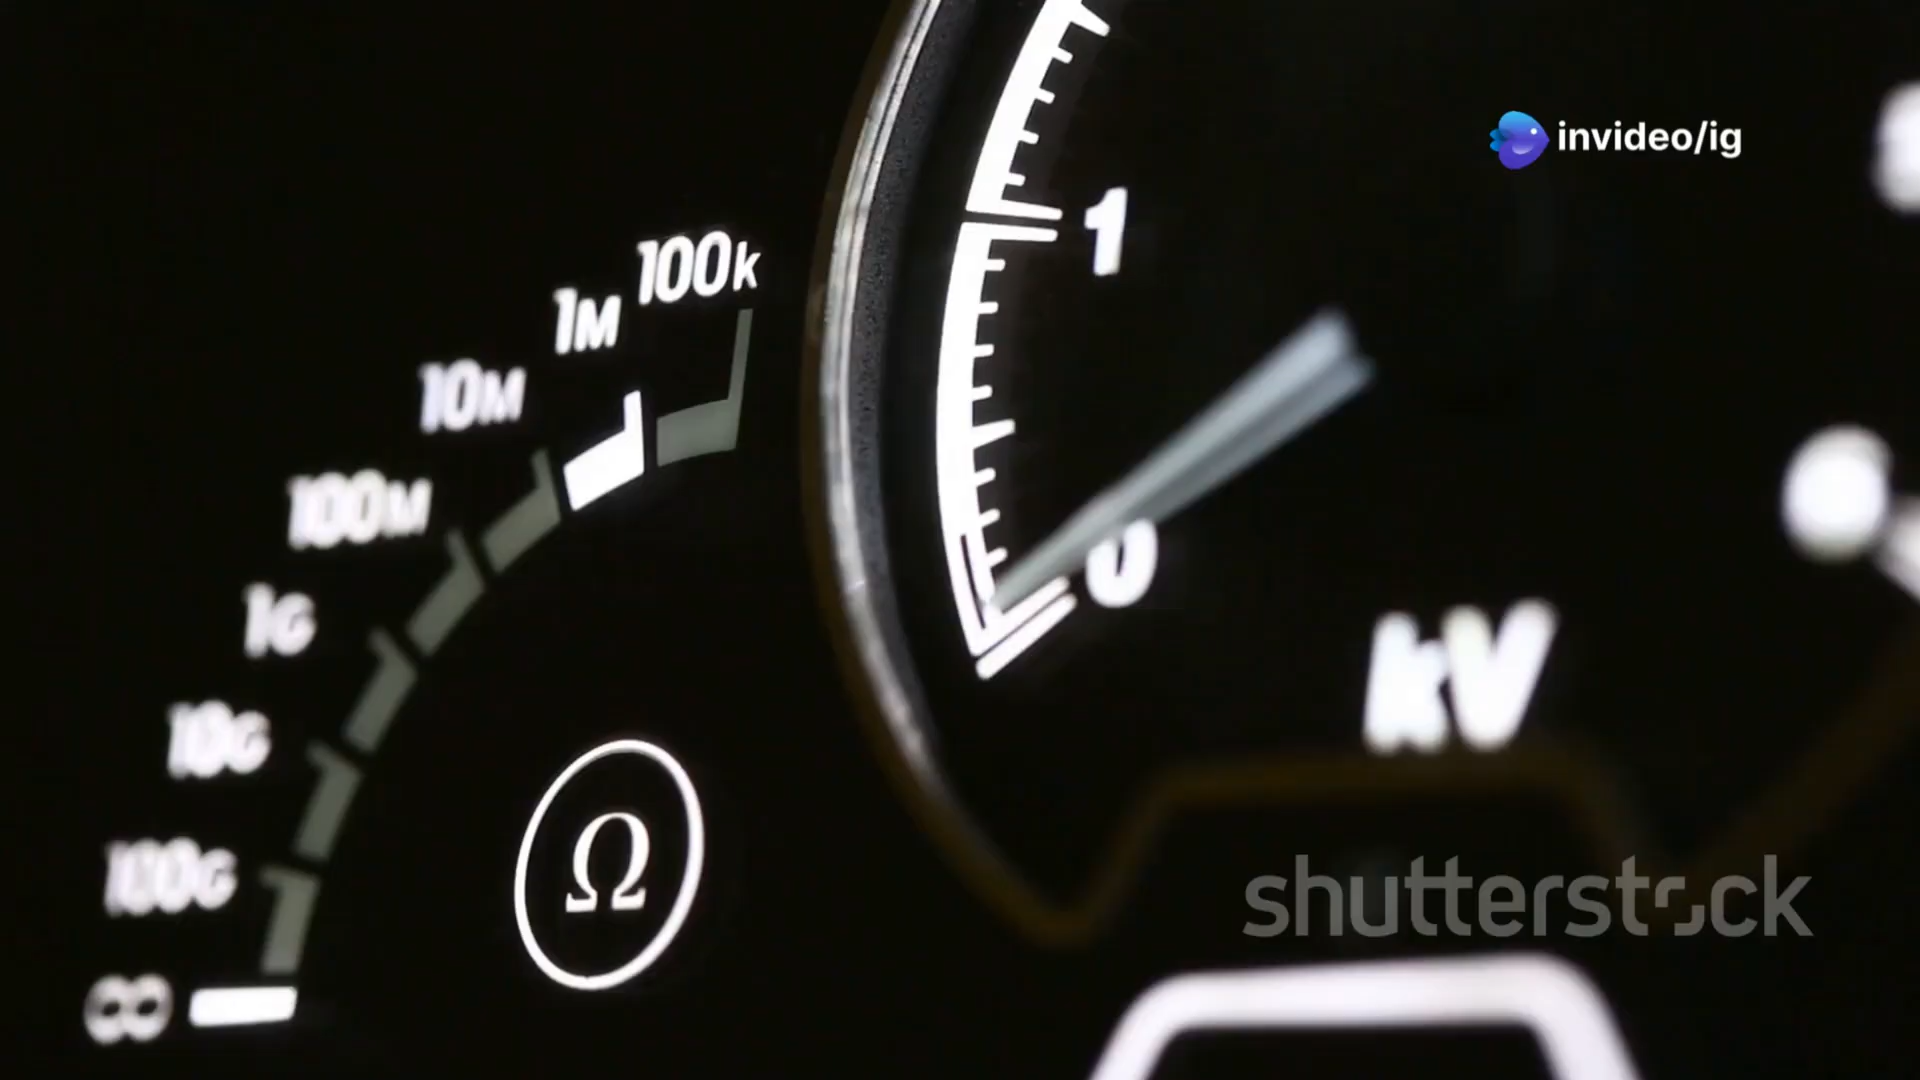 invideo/ig
1
100k
1M
10M
100M
1G
10G
100G
∞
Ω
0
kV
shutterstock